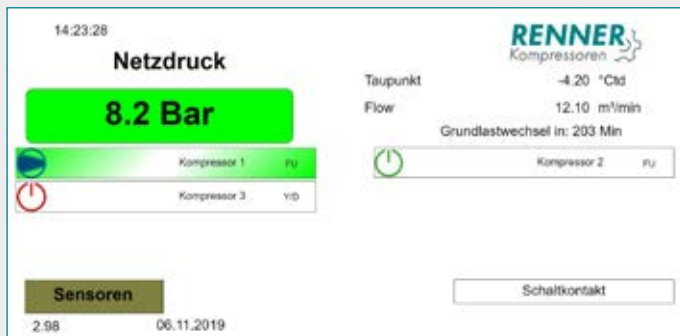 14:23:28
Netzdruck
8.2 Bar
RENNER
Kompressoren
Taupunkt -4.20 °Ctd
Flow 12.10 m³/min
Grundlastwechsel in: 203 Min
Kompressor 1 FU
Kompressor 2 FU
Kompressor 3 Y/D
Sensoren
Schaltkontakt
2.98 06.11.2019